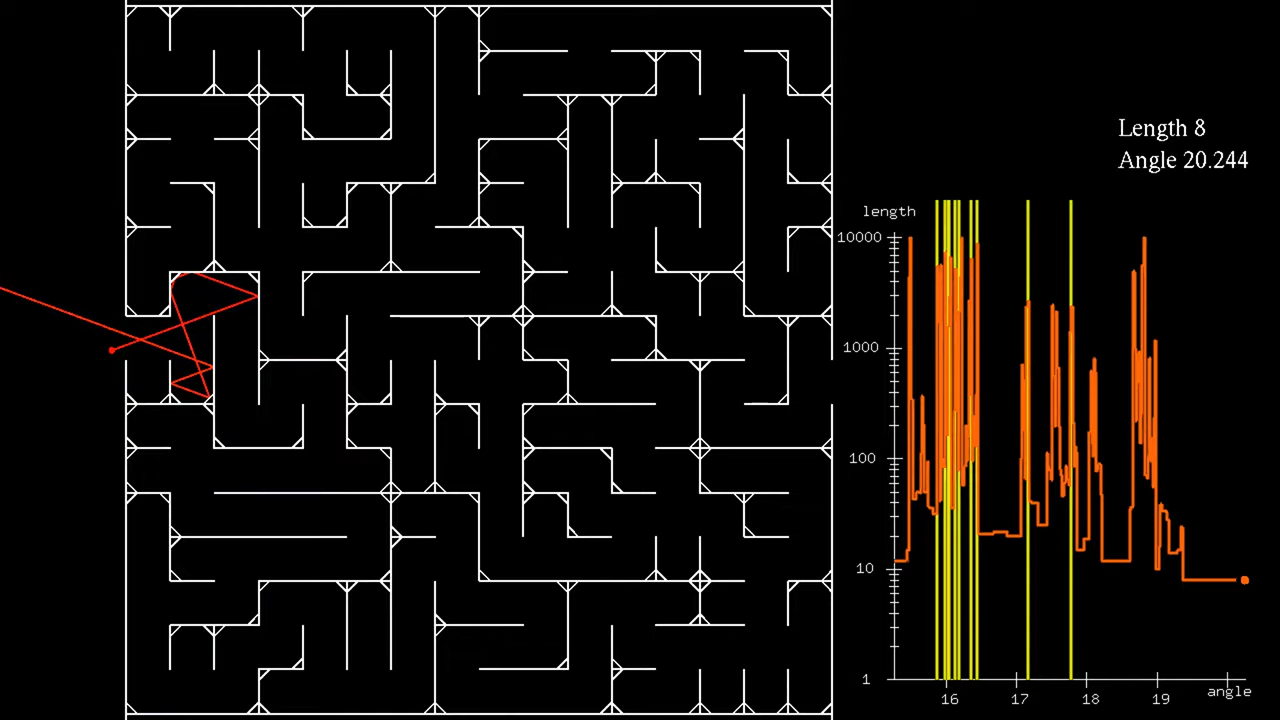 Length 8
Angle 20.244
length
10000
1000
100
10
1
16 17 18 19
angle